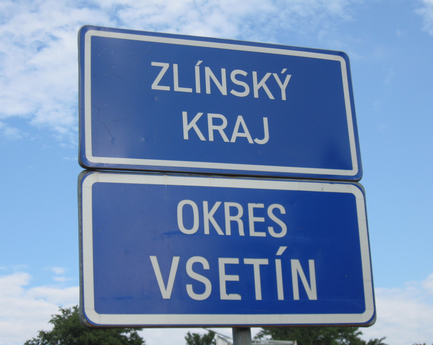 ZLÍNSKÝ
KRAJ
OKRES
VSETÍN